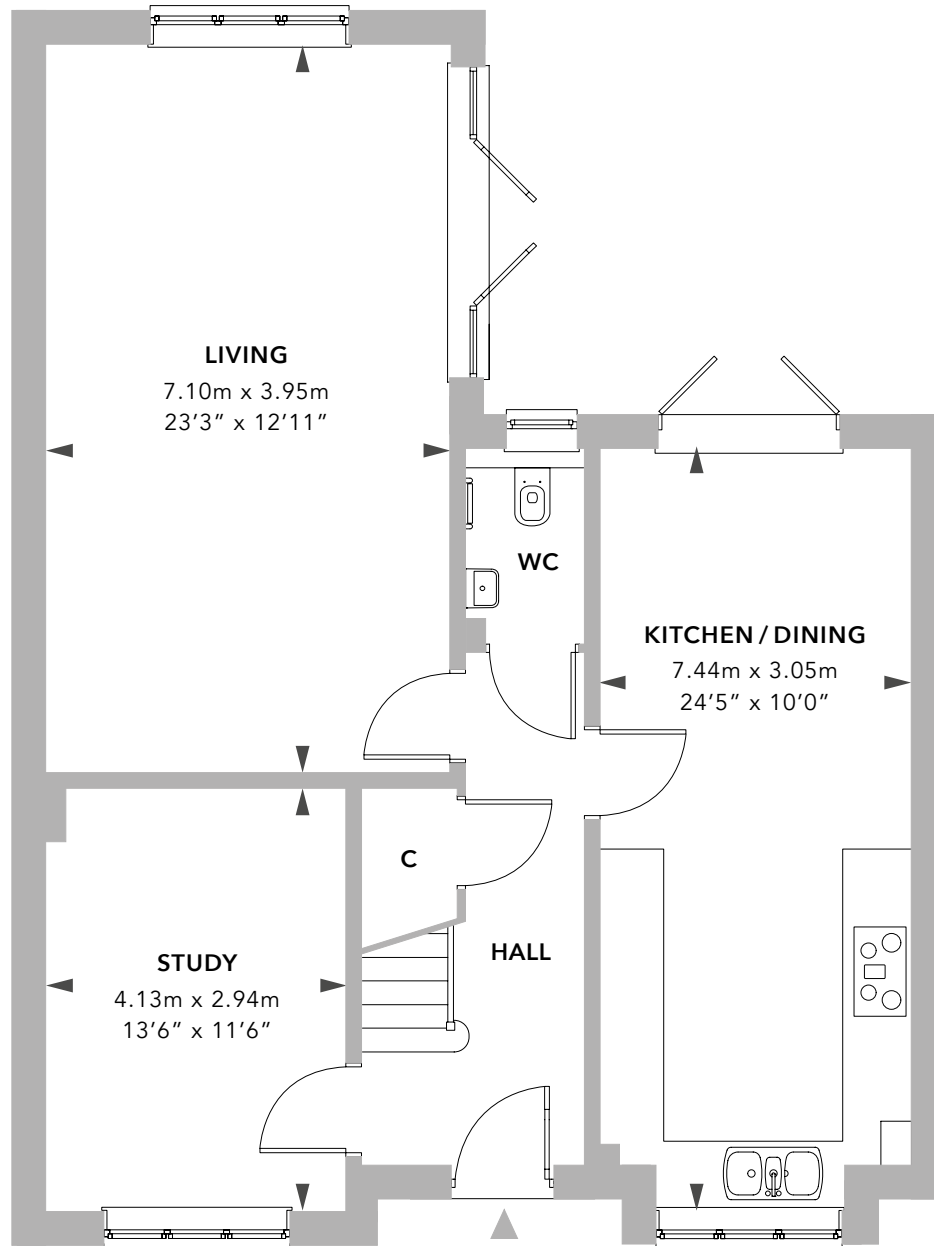 LIVING
7.10m x 3.95m
23’3” x 12’11”
WC
KITCHEN / DINING
7.44m x 3.05m
24’5” x 10’0”
C
HALL
STUDY
4.13m x 2.94m
13’6” x 11’6”